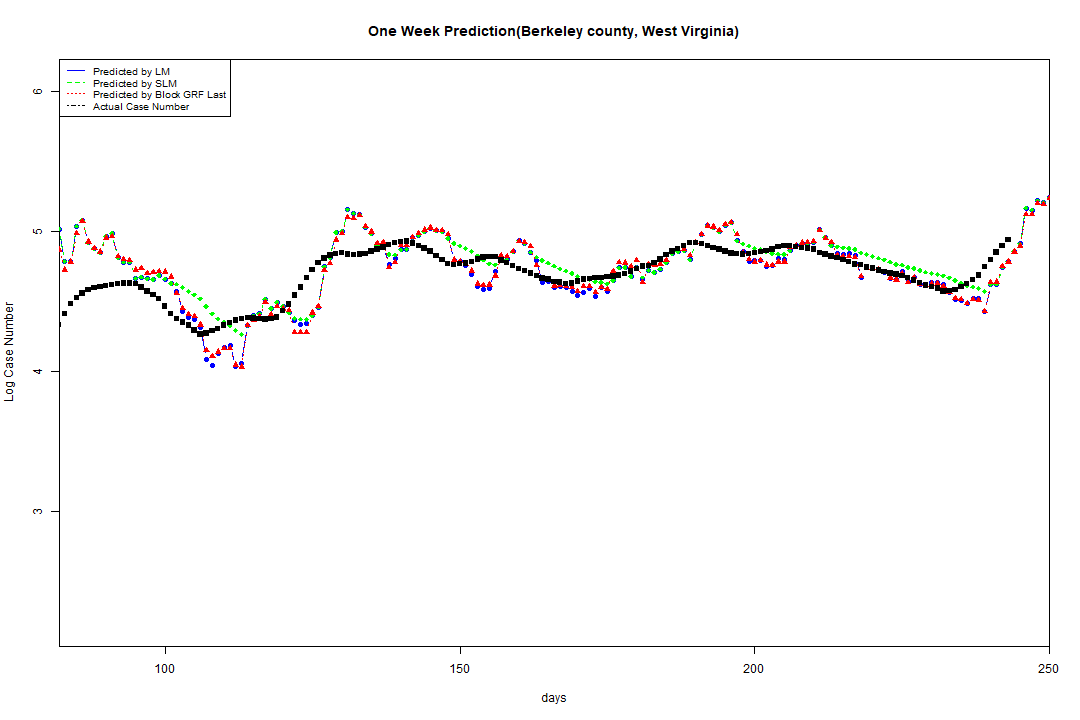 One Week Prediction(Berkeley county, West Virginia)
Predicted by LM
Predicted by SLM
Predicted by Block GRF Last
Actual Case Number
6
5
4
3
Log Case Number
100 150 200 250
days